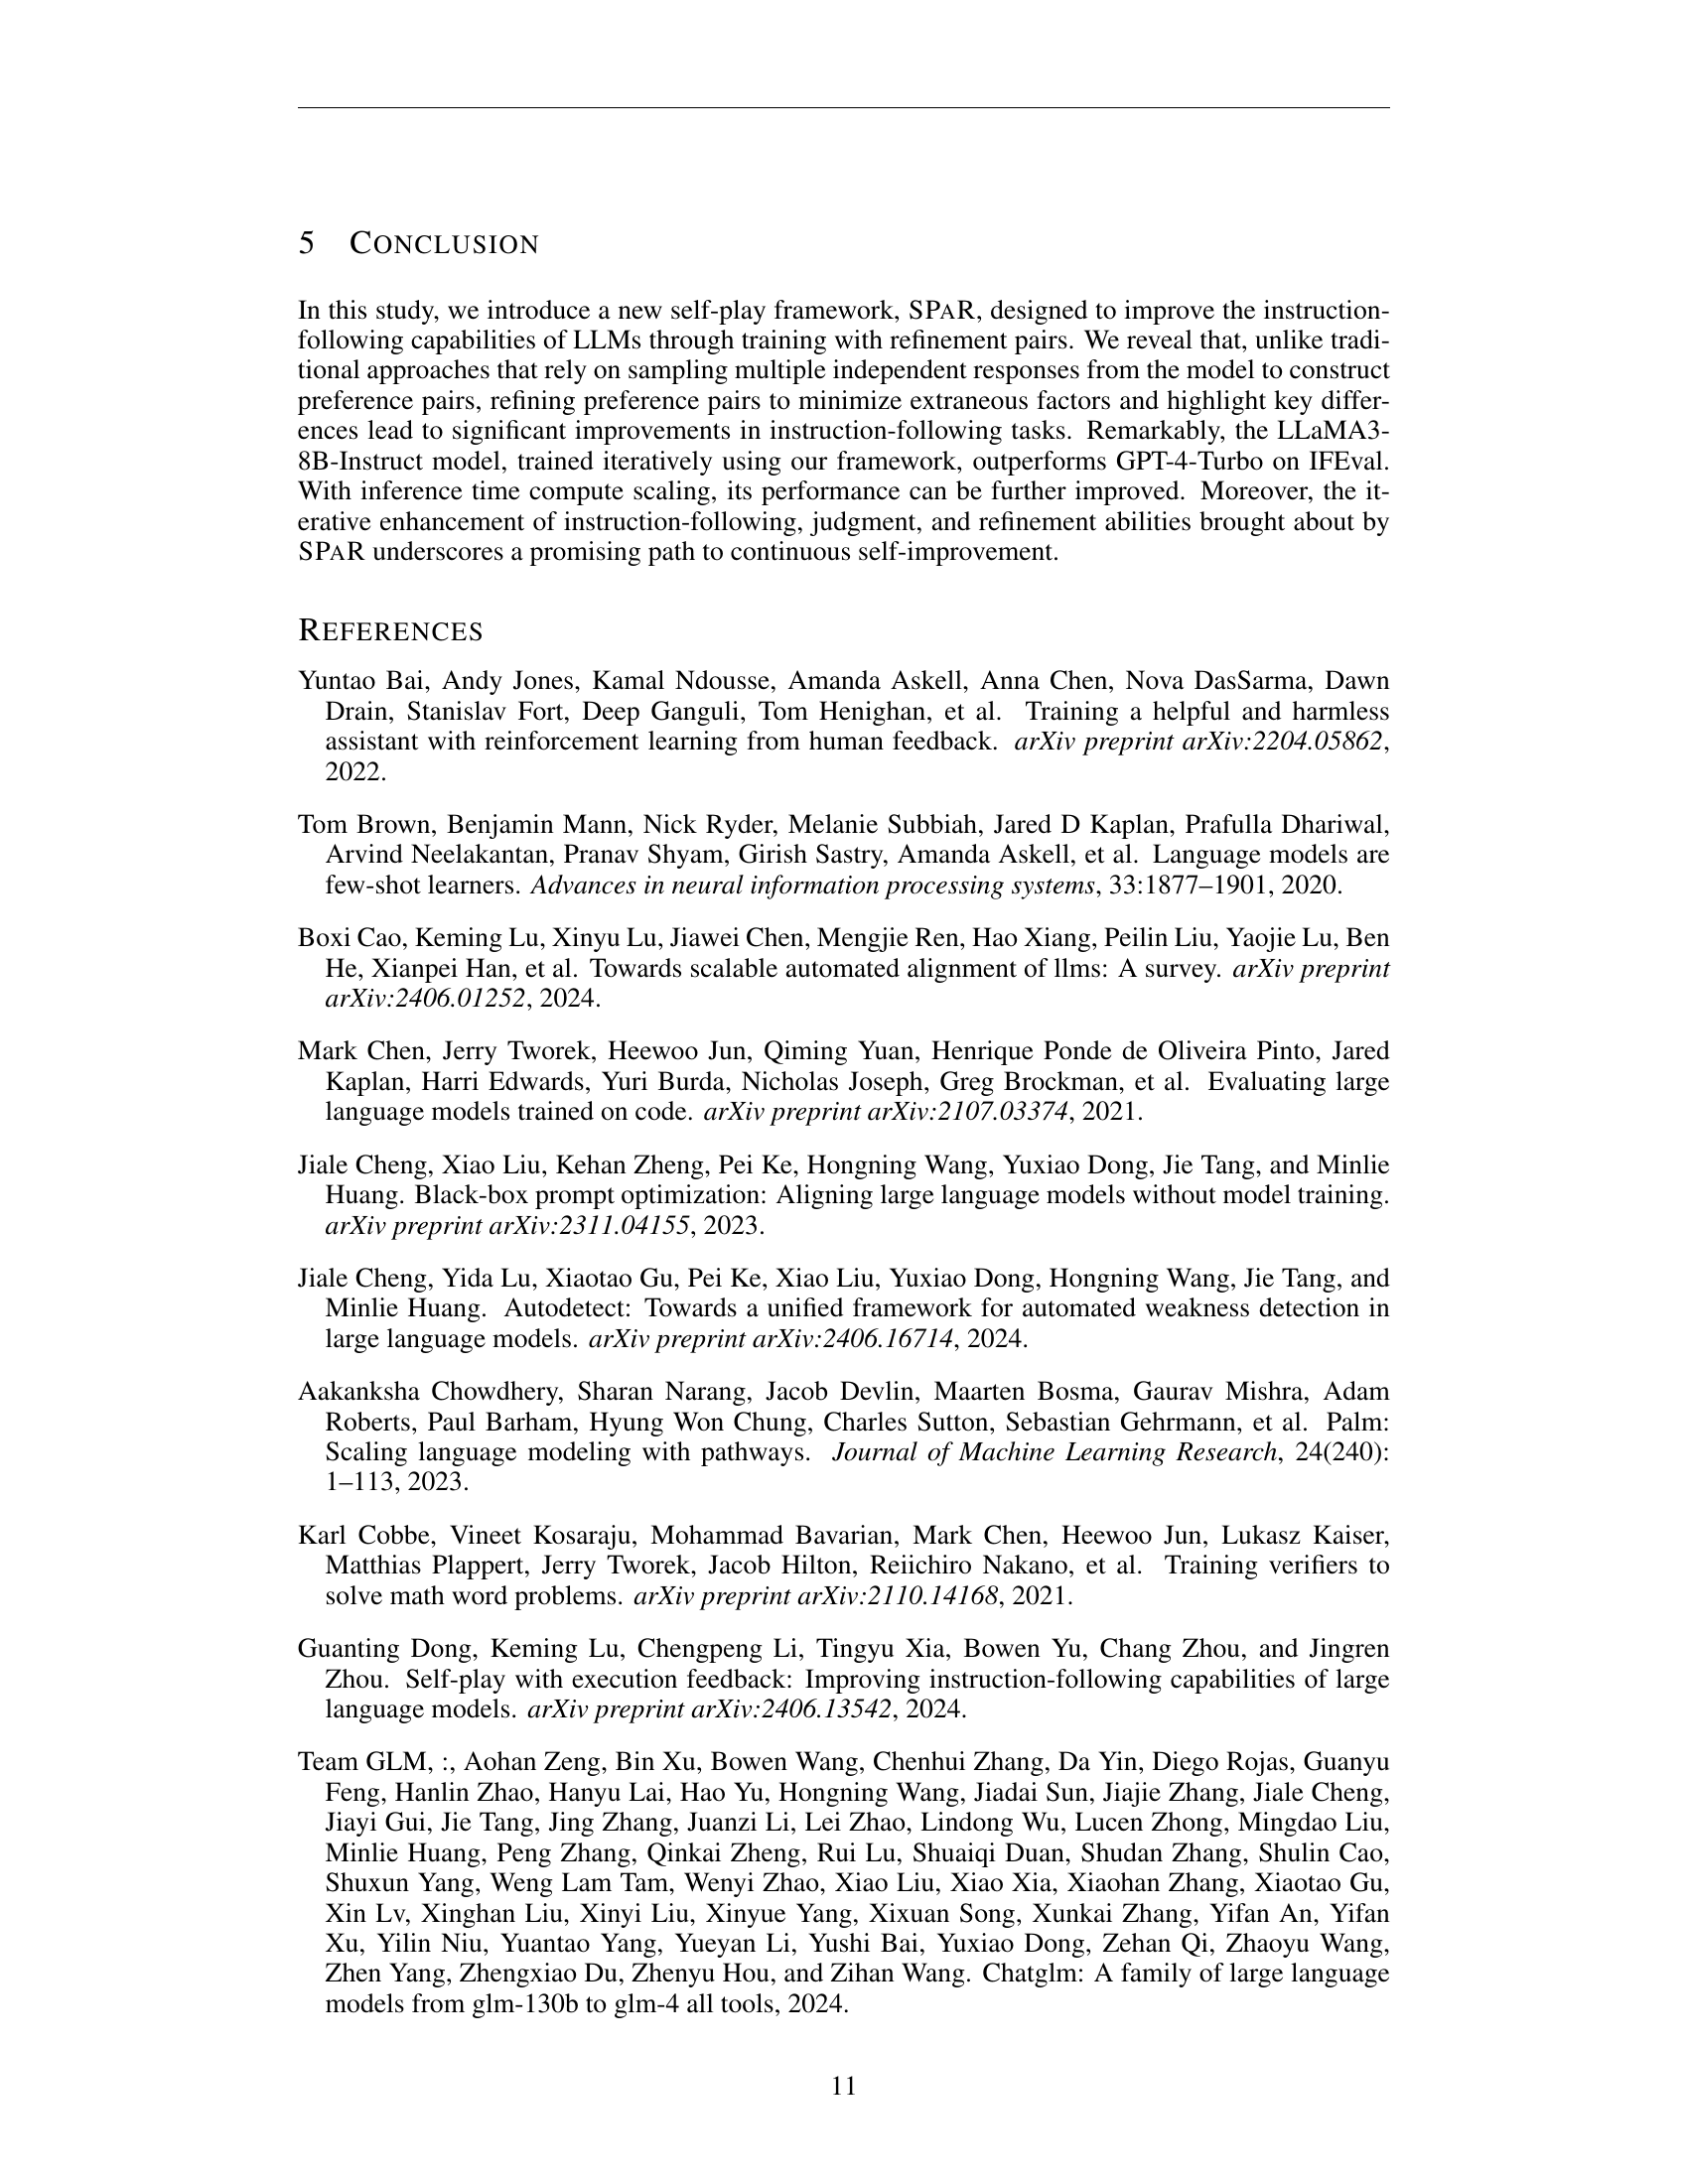 5 CONCLUSION
In this study, we introduce a new self-play framework, SPAR, designed to improve the instruction-
following capabilities of LLMs through training with refinement pairs. We reveal that, unlike tradi-
tional approaches that rely on sampling multiple independent responses from the model to construct
preference pairs, refining preference pairs to minimize extraneous factors and highlight key differ-
ences lead to significant improvements in instruction-following tasks. Remarkably, the LLaMA3-
8B-Instruct model, trained iteratively using our framework, outperforms GPT-4-Turbo on IFEval.
With inference time compute scaling, its performance can be further improved. Moreover, the it-
erative enhancement of instruction-following, judgment, and refinement abilities brought about by
SPAR underscores a promising path to continuous self-improvement.
REFERENCES
Yuntao Bai, Andy Jones, Kamal Ndousse, Amanda Askell, Anna Chen, Nova DasSarma, Dawn
Drain, Stanislav Fort, Deep Ganguli, Tom Henighan, et al. Training a helpful and harmless
assistant with reinforcement learning from human feedback. arXiv preprint arXiv:2204.05862,
2022.
Tom Brown, Benjamin Mann, Nick Ryder, Melanie Subbiah, Jared D Kaplan, Prafulla Dhariwal,
Arvind Neelakantan, Pranav Shyam, Girish Sastry, Amanda Askell, et al. Language models are
few-shot learners. Advances in neural information processing systems, 33:1877–1901, 2020.
Boxi Cao, Keming Lu, Xinyu Lu, Jiawei Chen, Mengjie Ren, Hao Xiang, Peilin Liu, Yaojie Lu, Ben
He, Xianpei Han, et al. Towards scalable automated alignment of llms: A survey. arXiv preprint
arXiv:2406.01252, 2024.
Mark Chen, Jerry Tworek, Heewoo Jun, Qiming Yuan, Henrique Ponde de Oliveira Pinto, Jared
Kaplan, Harri Edwards, Yuri Burda, Nicholas Joseph, Greg Brockman, et al. Evaluating large
language models trained on code. arXiv preprint arXiv:2107.03374, 2021.
Jiale Cheng, Xiao Liu, Kehan Zheng, Pei Ke, Hongning Wang, Yuxiao Dong, Jie Tang, and Minlie
Huang. Black-box prompt optimization: Aligning large language models without model training.
arXiv preprint arXiv:2311.04155, 2023.
Jiale Cheng, Yida Lu, Xiaotao Gu, Pei Ke, Xiao Liu, Yuxiao Dong, Hongning Wang, Jie Tang, and
Minlie Huang. Autodetect: Towards a unified framework for automated weakness detection in
large language models. arXiv preprint arXiv:2406.16714, 2024.
Aakanksha Chowdhery, Sharan Narang, Jacob Devlin, Maarten Bosma, Gaurav Mishra, Adam
Roberts, Paul Barham, Hyung Won Chung, Charles Sutton, Sebastian Gehrmann, et al. Palm:
Scaling language modeling with pathways. Journal of Machine Learning Research, 24(240):
1–113, 2023.
Karl Cobbe, Vineet Kosaraju, Mohammad Bavarian, Mark Chen, Heewoo Jun, Lukasz Kaiser,
Matthias Plappert, Jerry Tworek, Jacob Hilton, Reiichiro Nakano, et al. Training verifiers to
solve math word problems. arXiv preprint arXiv:2110.14168, 2021.
Guanting Dong, Keming Lu, Chengpeng Li, Tingyu Xia, Bowen Yu, Chang Zhou, and Jingren
Zhou. Self-play with execution feedback: Improving instruction-following capabilities of large
language models. arXiv preprint arXiv:2406.13542, 2024.
Team GLM, :, Aohan Zeng, Bin Xu, Bowen Wang, Chenhui Zhang, Da Yin, Diego Rojas, Guanyu
Feng, Hanlin Zhao, Hanyu Lai, Hao Yu, Hongning Wang, Jiadai Sun, Jiajie Zhang, Jiale Cheng,
Jiayi Gui, Jie Tang, Jing Zhang, Juanzi Li, Lei Zhao, Lindong Wu, Lucen Zhong, Mingdao Liu,
Minlie Huang, Peng Zhang, Qinkai Zheng, Rui Lu, Shuaiqi Duan, Shudan Zhang, Shulin Cao,
Shuxun Yang, Weng Lam Tam, Wenyi Zhao, Xiao Liu, Xiao Xia, Xiaohan Zhang, Xiaotao Gu,
Xin Lv, Xinghan Liu, Xinyi Liu, Xinyue Yang, Xixuan Song, Xunkai Zhang, Yifan An, Yifan
Xu, Yilin Niu, Yuantao Yang, Yueyan Li, Yushi Bai, Yuxiao Dong, Zehan Qi, Zhaoyu Wang,
Zhen Yang, Zhengxiao Du, Zhenyu Hou, and Zihan Wang. Chatglm: A family of large language
models from glm-130b to glm-4 all tools, 2024.
11